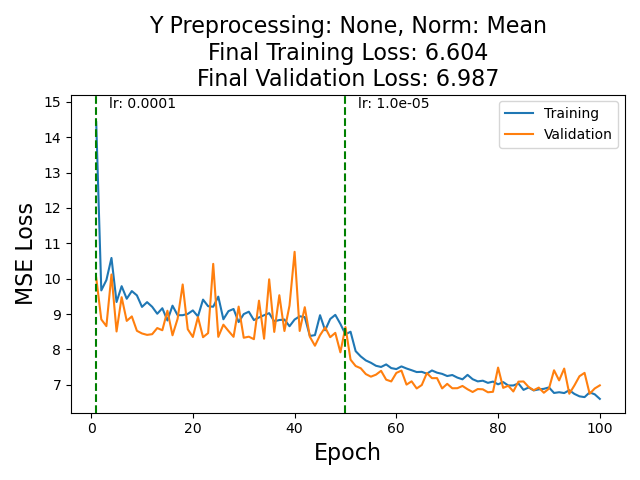 Y Preprocessing: None, Norm: Mean
Final Training Loss: 6.604
Final Validation Loss: 6.987
lr: 0.0001
lr: 1.0e-05
Training
Validation
MSE Loss
15
14
13
12
11
10
9
8
7
0
20
40
60
80
100
Epoch